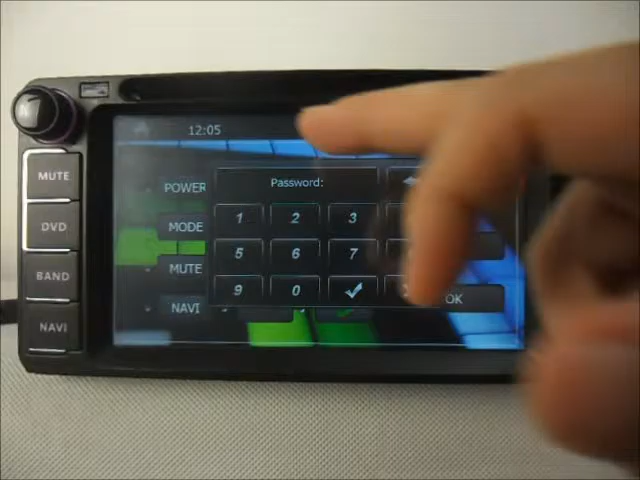 12:05
MUTE
DVD
BAND
NAVI
POWER
MODE
MUTE
NAVI
Password:
1 2 3
5 6 7
9 0
OK